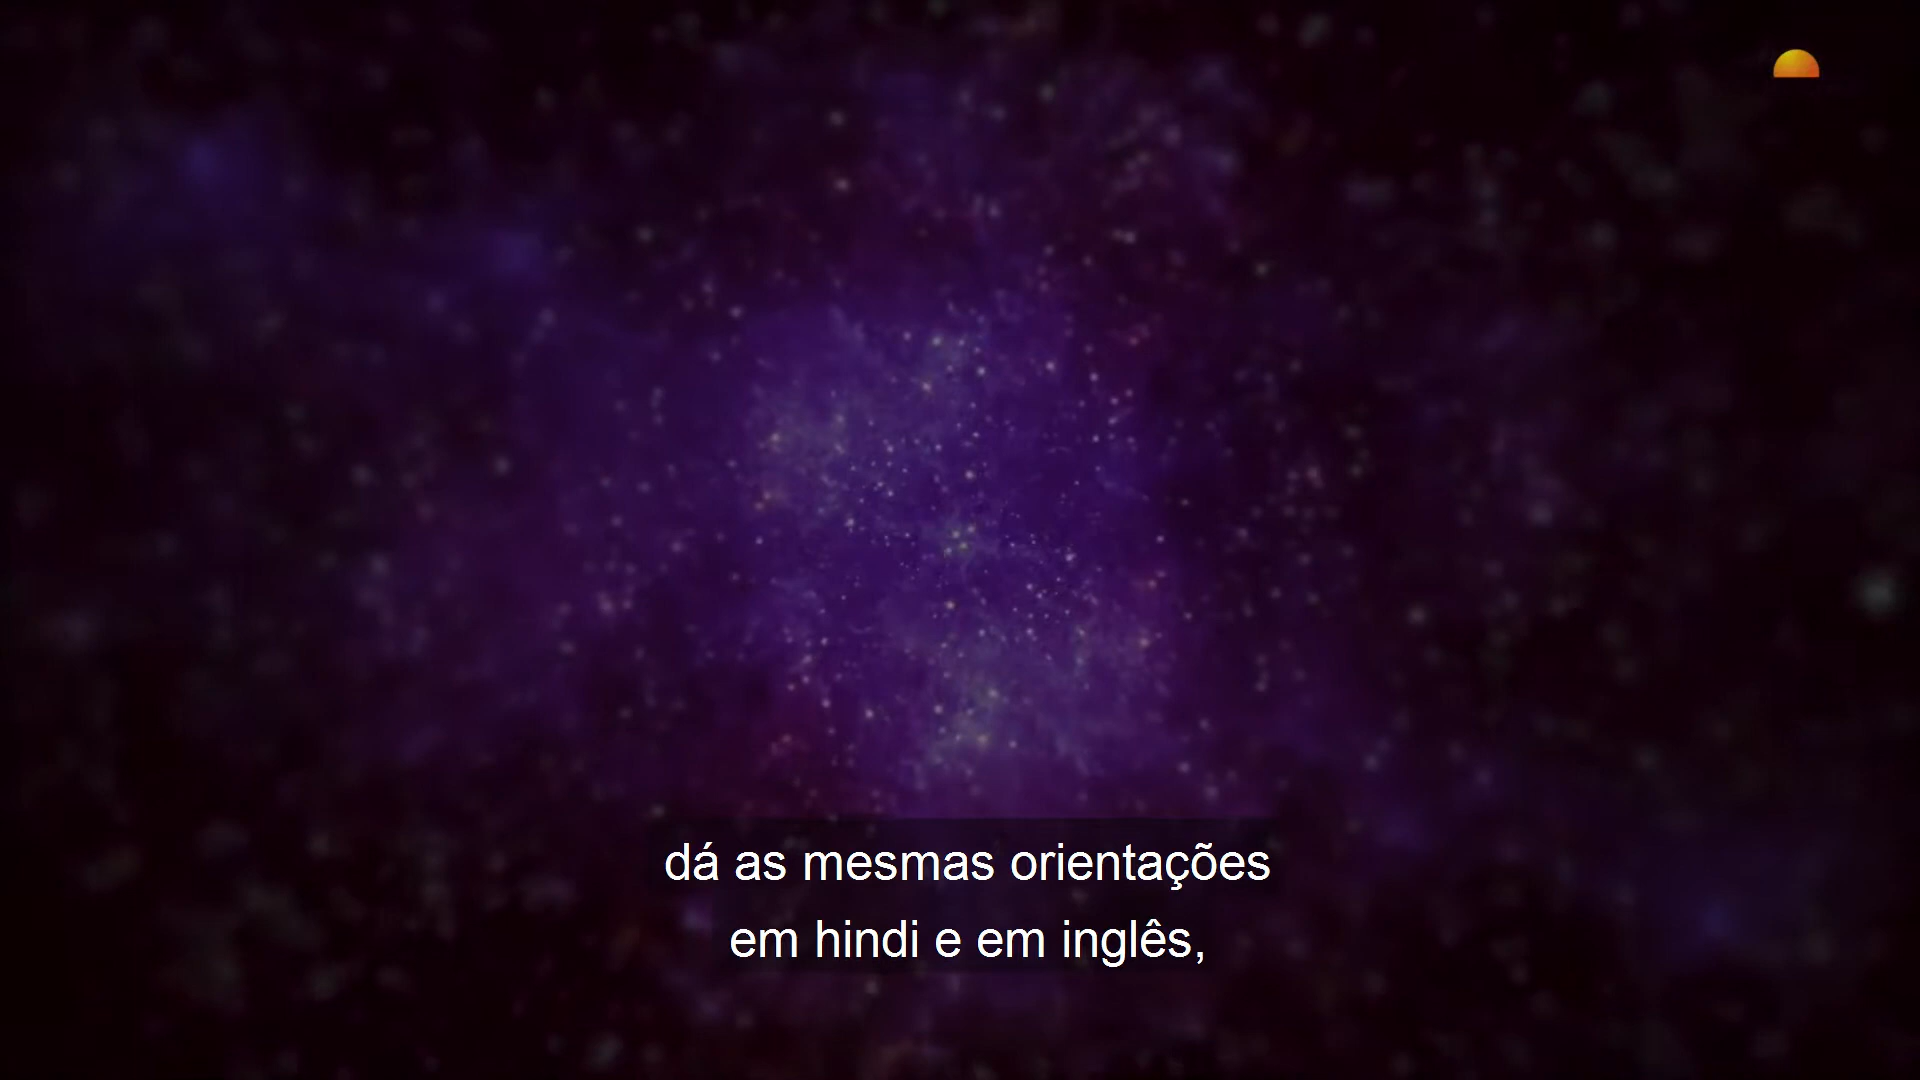 dá as mesmas orientações
em hindi e em inglês,